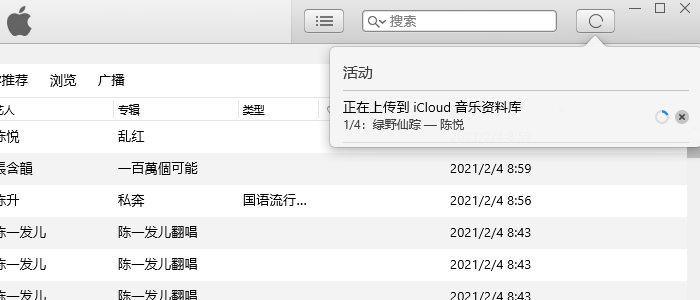 搜索
活动
正在上传到 iCloud 音乐资料库
1/4：绿野仙踪 — 陈悦
推荐 浏览 广播
人 专辑 类型
陈悦 乱红
張含韻 一百萬個可能 2021/2/4 8:59
陈升 私奔 国语流行... 2021/2/4 8:56
陈一发儿 陈一发儿翻唱 2021/2/4 8:43
陈一发儿 陈一发儿翻唱 2021/2/4 8:43
陈一发儿 陈一发儿翻唱 2021/2/4 8:43